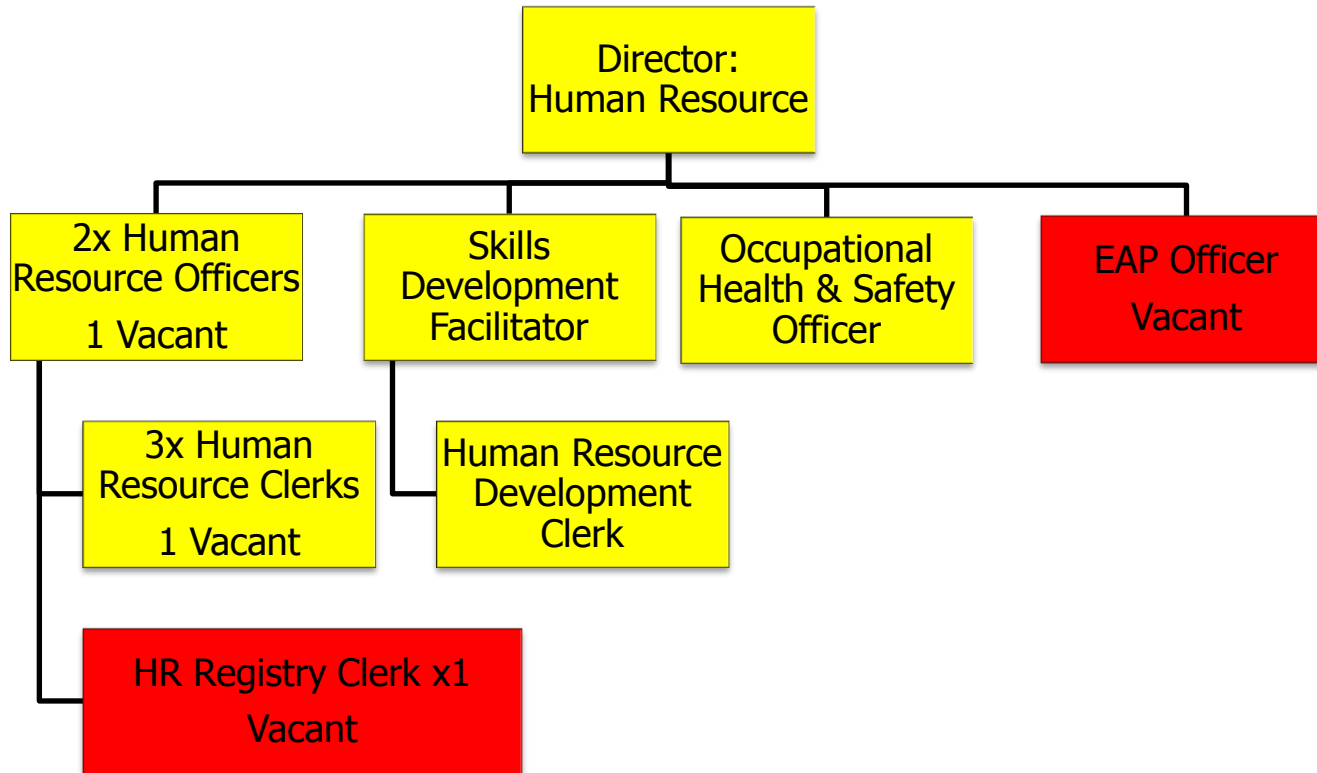 Director:
Human Resource
2x Human
Resource Officers
1 Vacant
Skills
Development
Facilitator
Occupational
Health & Safety
Officer
EAP Officer
Vacant
3x Human
Resource Clerks
1 Vacant
Human Resource
Development
Clerk
HR Registry Clerk x1
Vacant